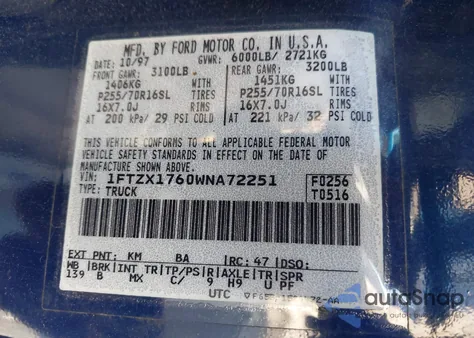 MFD. BY FORD MOTOR CO. IN U.S.A.
DATE: 10/97 GVWR: 6000LB/ 2721KG
FRONT GAWR: 3100LB REAR GAWR: 3200LB
1406KG WITH 1451KG WITH
P255/70R16SL TIRES P255/70R16SL TIRES
16X7.0J RIMS 16X7.0J RIMS
AT 200 kPa/ 29 PSI COLD AT 221 kPa/ 32 PSI COLD
THIS VEHICLE CONFORMS TO ALL APPLICABLE FEDERAL MOTOR
VEHICLE SAFETY STANDARDS IN EFFECT ON THE DATE OF
MANUFACTURE SHOWN ABOVE.
VIN: 1FTZX1760WNA72251 F0256
TYPE: TRUCK T0516
EXT PNT: KM BA RC: 47 DSO:
WB BRK INT TR TP/PS R AXLE TR SPR
139 B MX C/ 9 H9 U PF
UTC
autoSnap